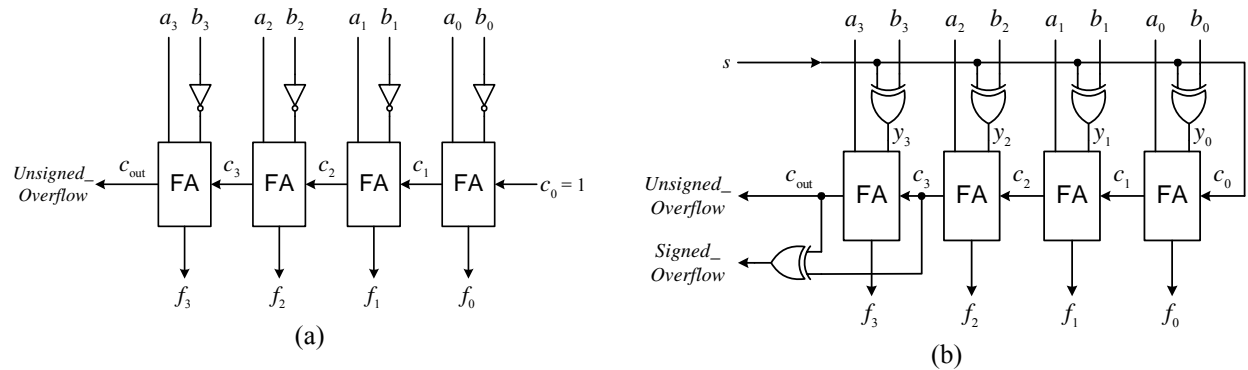 a₃ b₃ a₂ b₂ a₁ b₁ a₀ b₀
Unsigned_
Overflow
c_out FA c₃ FA c₂ FA c₁ FA c₀ = 1
f₃ f₂ f₁ f₀
(a)
a₃ b₃ a₂ b₂ a₁ b₁ a₀ b₀
s
y₃ y₂ y₁ y₀
Unsigned_
Overflow
c_out FA c₃ FA c₂ FA c₁ FA c₀
Signed_
Overflow
f₃ f₂ f₁ f₀
(b)